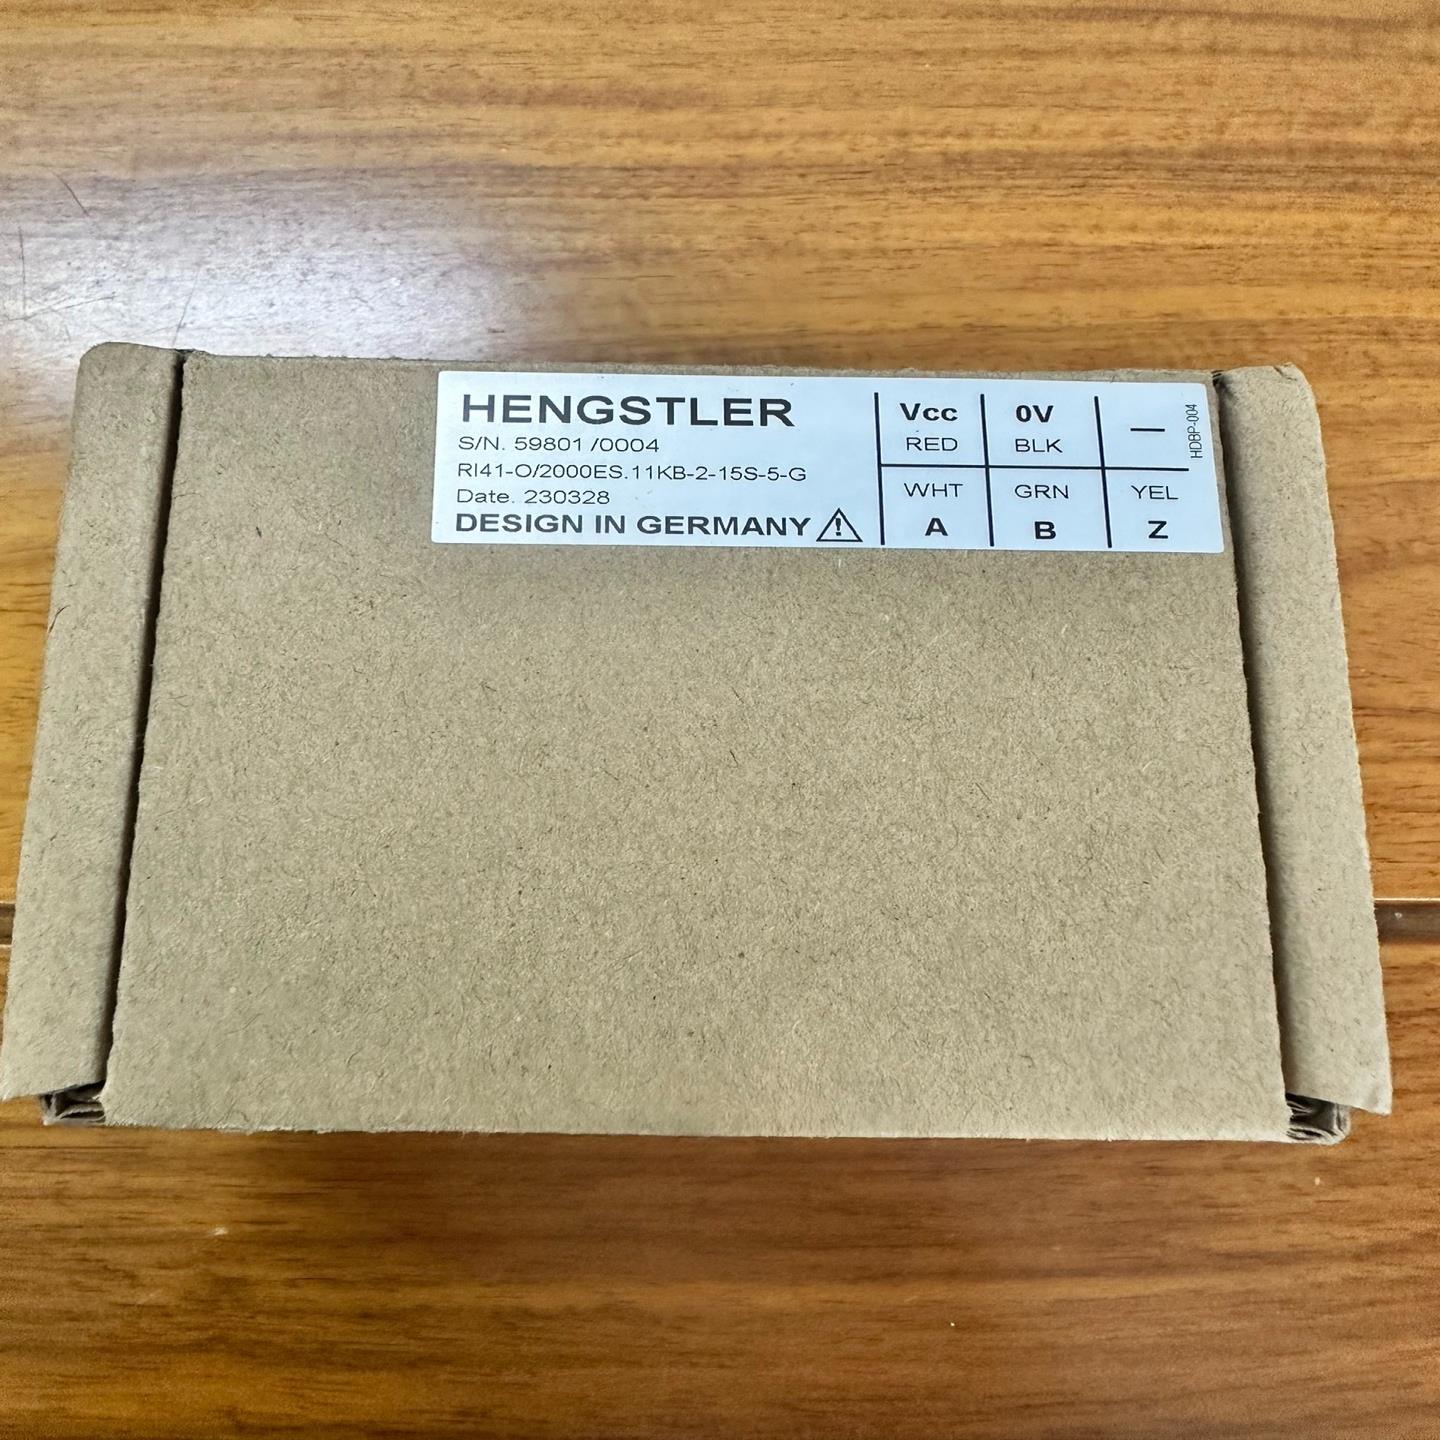 HENGSTLER
S/N. 59801 /0004
RI41-O/2000ES.11KB-2-15S-5-G
Date. 230328
DESIGN IN GERMANY
Vcc 0V —
RED BLK
WHT GRN YEL
A B Z
HDBP-004